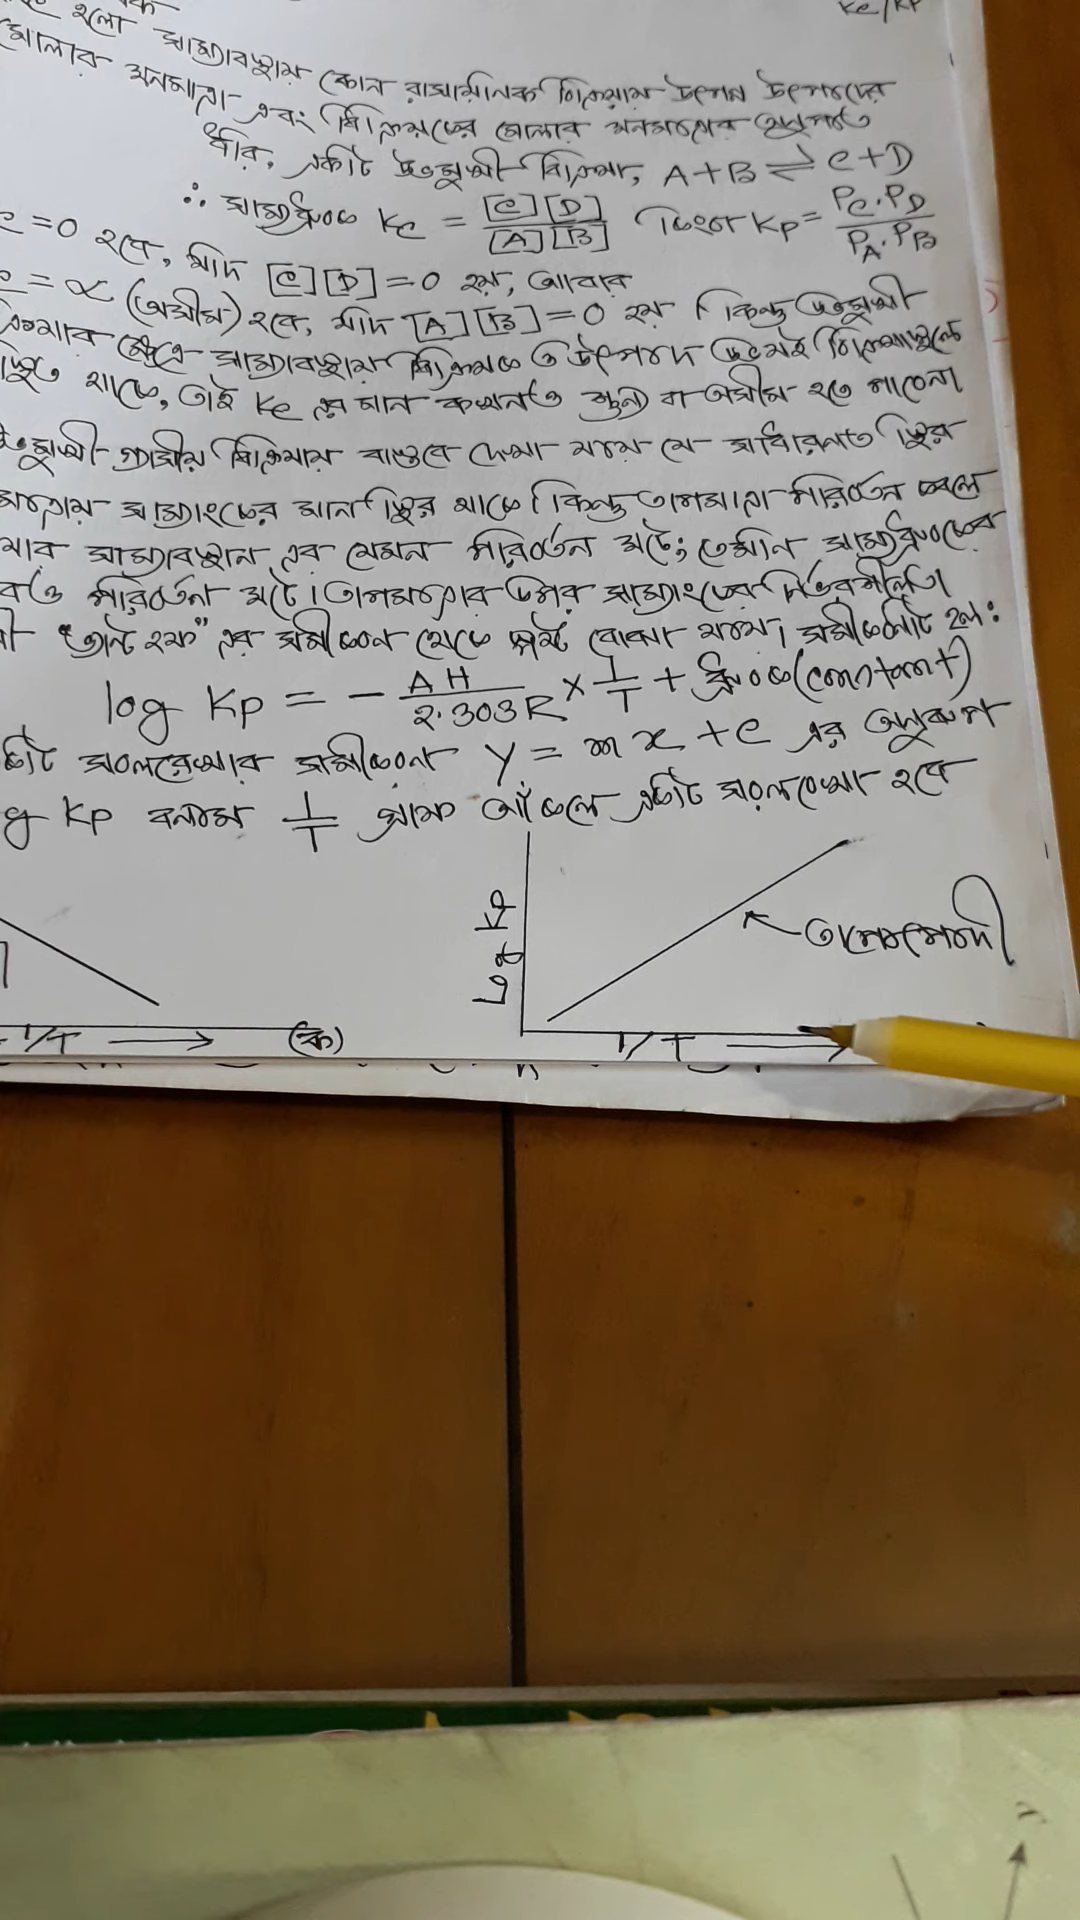 Kc/Kp
হলো সাম্যাবস্থায় কোন রাসায়নিক বিক্রিয়ায় উৎপন্ন উৎপাদের
মোলার ঘনমাত্রা এবং বিক্রিয়কের মোলার ঘনমাত্রার অনুপাত
ধরি, একটি উভমুখী বিক্রিয়া, A+B ⇌ C+D
∴ সাম্যধ্রুবক Kc = [C][D] / [A][B] কিংবা Kp = PC.PD / PA.PB
=0 হবে, যদি [C][D]=0 হয়, আবার
= ∝ (অসীম) হবে, যদি [A][B]=0 হয়। কিন্তু উভমুখী
ক্ষেত্রে সাম্যাবস্থায় বিক্রিয়ক ও উৎপাদ উভয়ই
থাকে, তাই Kc এর মান কখনও শূন্য বা অসীম হতে পারেনা
উভমুখী গ্যাসীয় বিক্রিয়ায় বাস্তবে দেখা যায় যে সাধারণত স্থির
সাম্যাংকের মান স্থির থাকে। কিন্তু তাপমাত্রা পরিবর্তন করলে
সাম্যাবস্থান এর যেমন পরিবর্তন ঘটে; তেমনি সাম্যধ্রুবকের
ও পরিবর্তন ঘটে। তাপমাত্রার উপর সাম্যাংকের নির্ভরশীলতা
"ভান্ট হফ" এর সমীকরণ থেকে স্পষ্ট বোঝা যায়। সমীকরণটি হল:
log Kp = - ΔH / 2.303R × 1/T + ধ্রুবক (constant)
সরলরেখার সমীকরণ y = mx + c এর অনুরূপ
g Kp বনাম 1/T গ্রাফ আঁকলে একটি সরলরেখা হবে
log Kp
তাপোৎপাদী
1/T → (ক)
1/T →